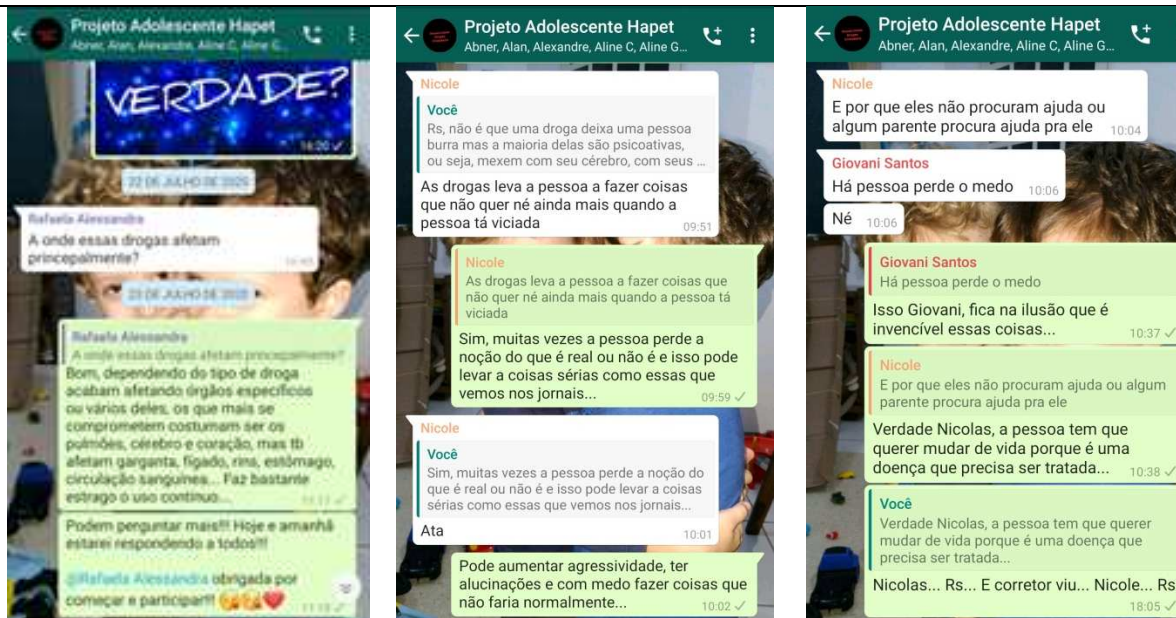 Projeto Adolescente Hapet
Abner, Alan, Alexandre, Aline C, Aline G...
VERDADE?
16:20
22 DE JULHO DE
Rafaela Alessandra
A onde essas drogas afetam
princepalmente?
23 DE JULHO DE
Rafaela Alessandra
A onde essas drogas afetam princepalmente?
Bom, dependendo do tipo de droga
acabam afetando órgãos específicos
ou vários deles, os que mais se
comprometem costumam ser os
pulmões, cérebro e coração, mas tb
afetam garganta, fígado, rins, estômago,
circulação sanguínea... Faz bastante
estrago o uso contínuo...
Podem perguntar mais!!! Hoje e amanhã
estarei respondendo a todos!!!
@Rafaela Alessandra obrigada por
começar e participar!!!
Projeto Adolescente Hapet
Abner, Alan, Alexandre, Aline C, Aline G...
Nicole
Você
Rs, não é que uma droga deixa uma pessoa
burra mas a maioria delas são psicoativas,
ou seja, mexem com seu cérebro, com seus ...
As drogas leva a pessoa a fazer coisas
que não quer né ainda mais quando a
pessoa tá viciada
09:51
Nicole
As drogas leva a pessoa a fazer coisas que
não quer né ainda mais quando a pessoa tá
viciada
Sim, muitas vezes a pessoa perde a
noção do que é real ou não é e isso pode
levar a coisas sérias como essas que
vemos nos jornais...
09:59
Nicole
Você
Sim, muitas vezes a pessoa perde a noção do
que é real ou não é e isso pode levar a coisas
sérias como essas que vemos nos jornais...
Ata
10:01
Pode aumentar agressividade, ter
alucinações e com medo fazer coisas que
não faria normalmente...
10:02
Projeto Adolescente Hapet
Abner, Alan, Alexandre, Aline C, Aline G...
Nicole
E por que eles não procuram ajuda ou
algum parente procura ajuda pra ele
10:04
Giovani Santos
Há pessoa perde o medo
10:06
Né
10:06
Giovani Santos
Há pessoa perde o medo
Isso Giovani, fica na ilusão que é
invencível essas coisas...
10:37
Nicole
E por que eles não procuram ajuda ou algum
parente procura ajuda pra ele
Verdade Nicolas, a pessoa tem que
querer mudar de vida porque é uma
doença que precisa ser tratada...
10:38
Você
Verdade Nicolas, a pessoa tem que querer
mudar de vida porque é uma doença que
precisa ser tratada...
Nicolas... Rs... E corretor viu... Nicole... Rs
18:05